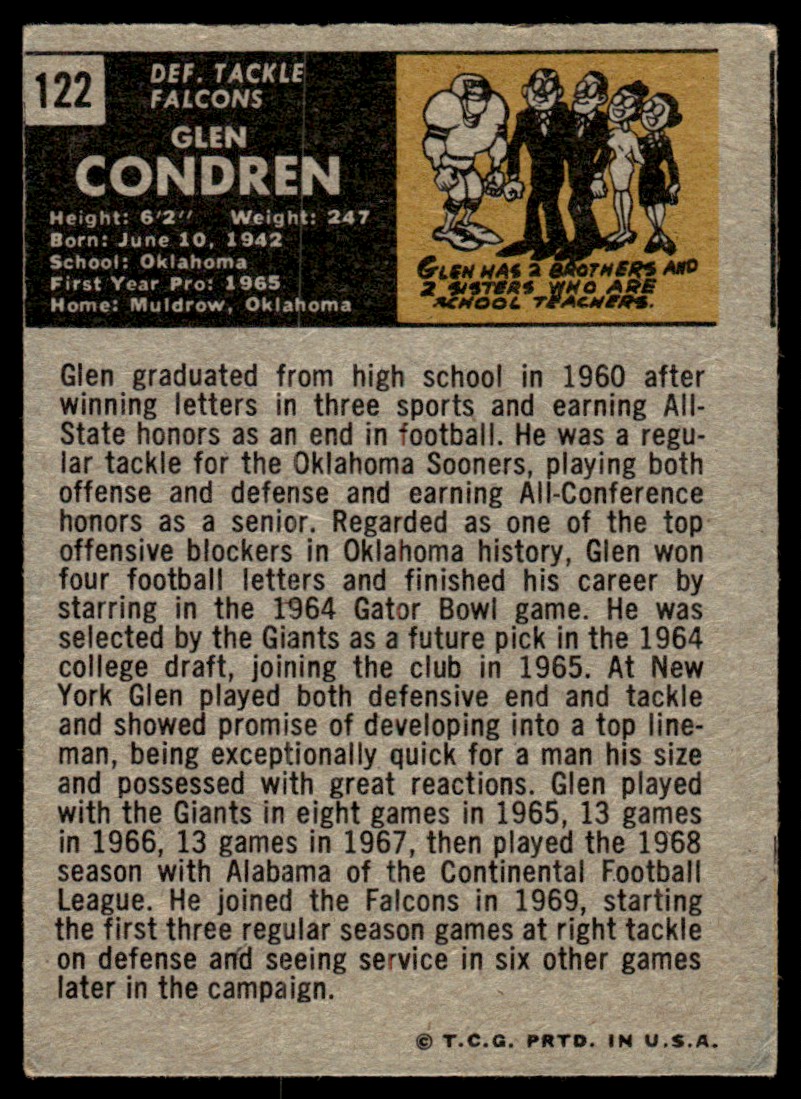 122
DEF. TACKLE
FALCONS
GLEN
CONDREN
Height: 6'2" Weight: 247
Born: June 10, 1942
School: Oklahoma
First Year Pro: 1965
Home: Muldrow, Oklahoma
GLEN HAS 2 BROTHERS AND
2 SISTERS WHO ARE
SCHOOL TEACHERS.
Glen graduated from high school in 1960 after
winning letters in three sports and earning All-
State honors as an end in football. He was a regu-
lar tackle for the Oklahoma Sooners, playing both
offense and defense and earning All-Conference
honors as a senior. Regarded as one of the top
offensive blockers in Oklahoma history, Glen won
four football letters and finished his career by
starring in the 1964 Gator Bowl game. He was
selected by the Giants as a future pick in the 1964
college draft, joining the club in 1965. At New
York Glen played both defensive end and tackle
and showed promise of developing into a top line-
man, being exceptionally quick for a man his size
and possessed with great reactions. Glen played
with the Giants in eight games in 1965, 13 games
in 1966, 13 games in 1967, then played the 1968
season with Alabama of the Continental Football
League. He joined the Falcons in 1969, starting
the first three regular season games at right tackle
on defense and seeing service in six other games
later in the campaign.
© T.C.G. PRTD. IN U.S.A.